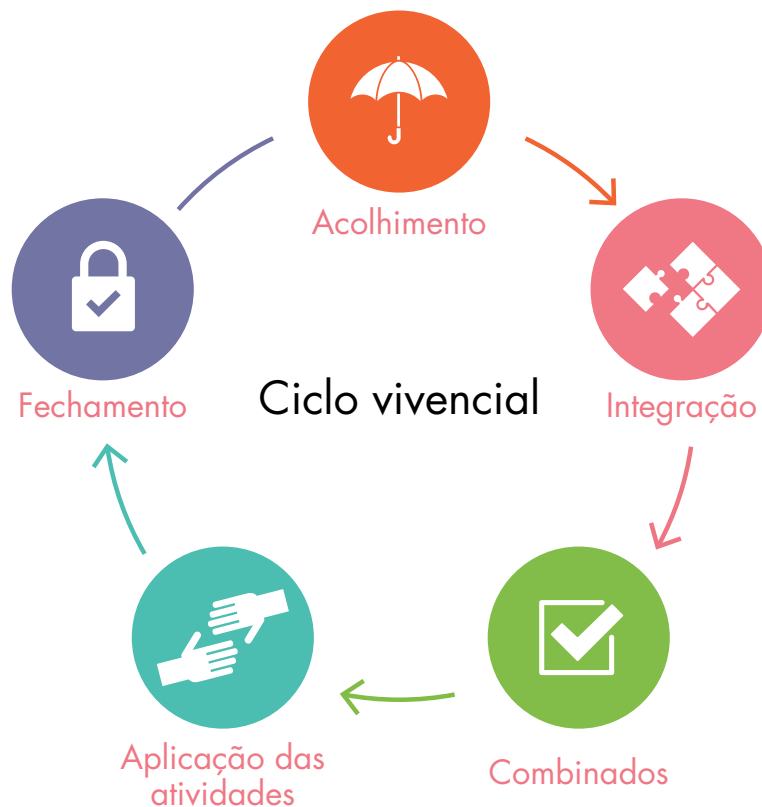 Acolhimento
Integração
Combinados
Aplicação das
atividades
Fechamento
Ciclo vivencial